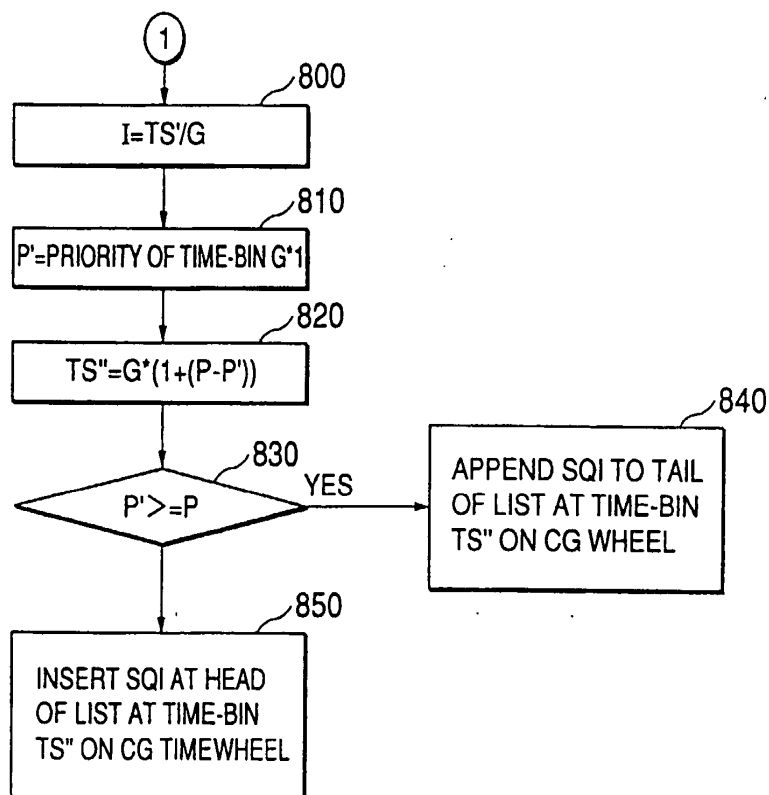 1
800
I=TS'/G
810
P'=PRIORITY OF TIME-BIN G*1
820
TS"=G*(1+(P-P'))
830
P'>=P
YES
840
APPEND SQI TO TAIL
OF LIST AT TIME-BIN
TS" ON CG WHEEL
850
INSERT SQI AT HEAD
OF LIST AT TIME-BIN
TS" ON CG TIMEWHEEL